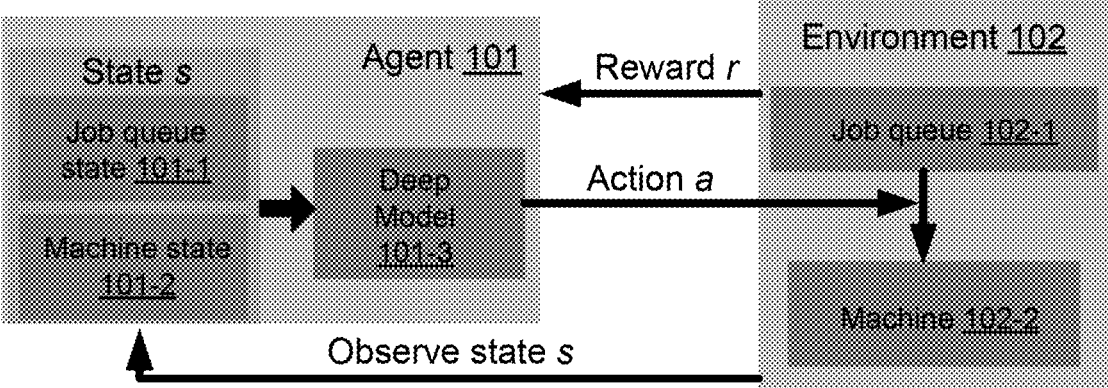 State s
Job queue
state 101-1
Machine state
101-2
Agent 101
Deep
Model
101-3
Reward r
Action a
Observe state s
Environment 102
Job queue 102-1
Machine 102-2